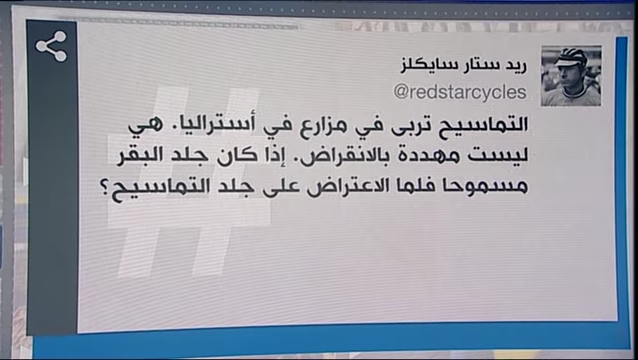 ريد ستار سايكلز
@redstarcycles
التماسيح تربى في مزارع في أستراليا. هي
ليست مهددة بالانقراض. إذا كان جلد البقر
مسموحا فلما الاعتراض على جلد التماسيح؟